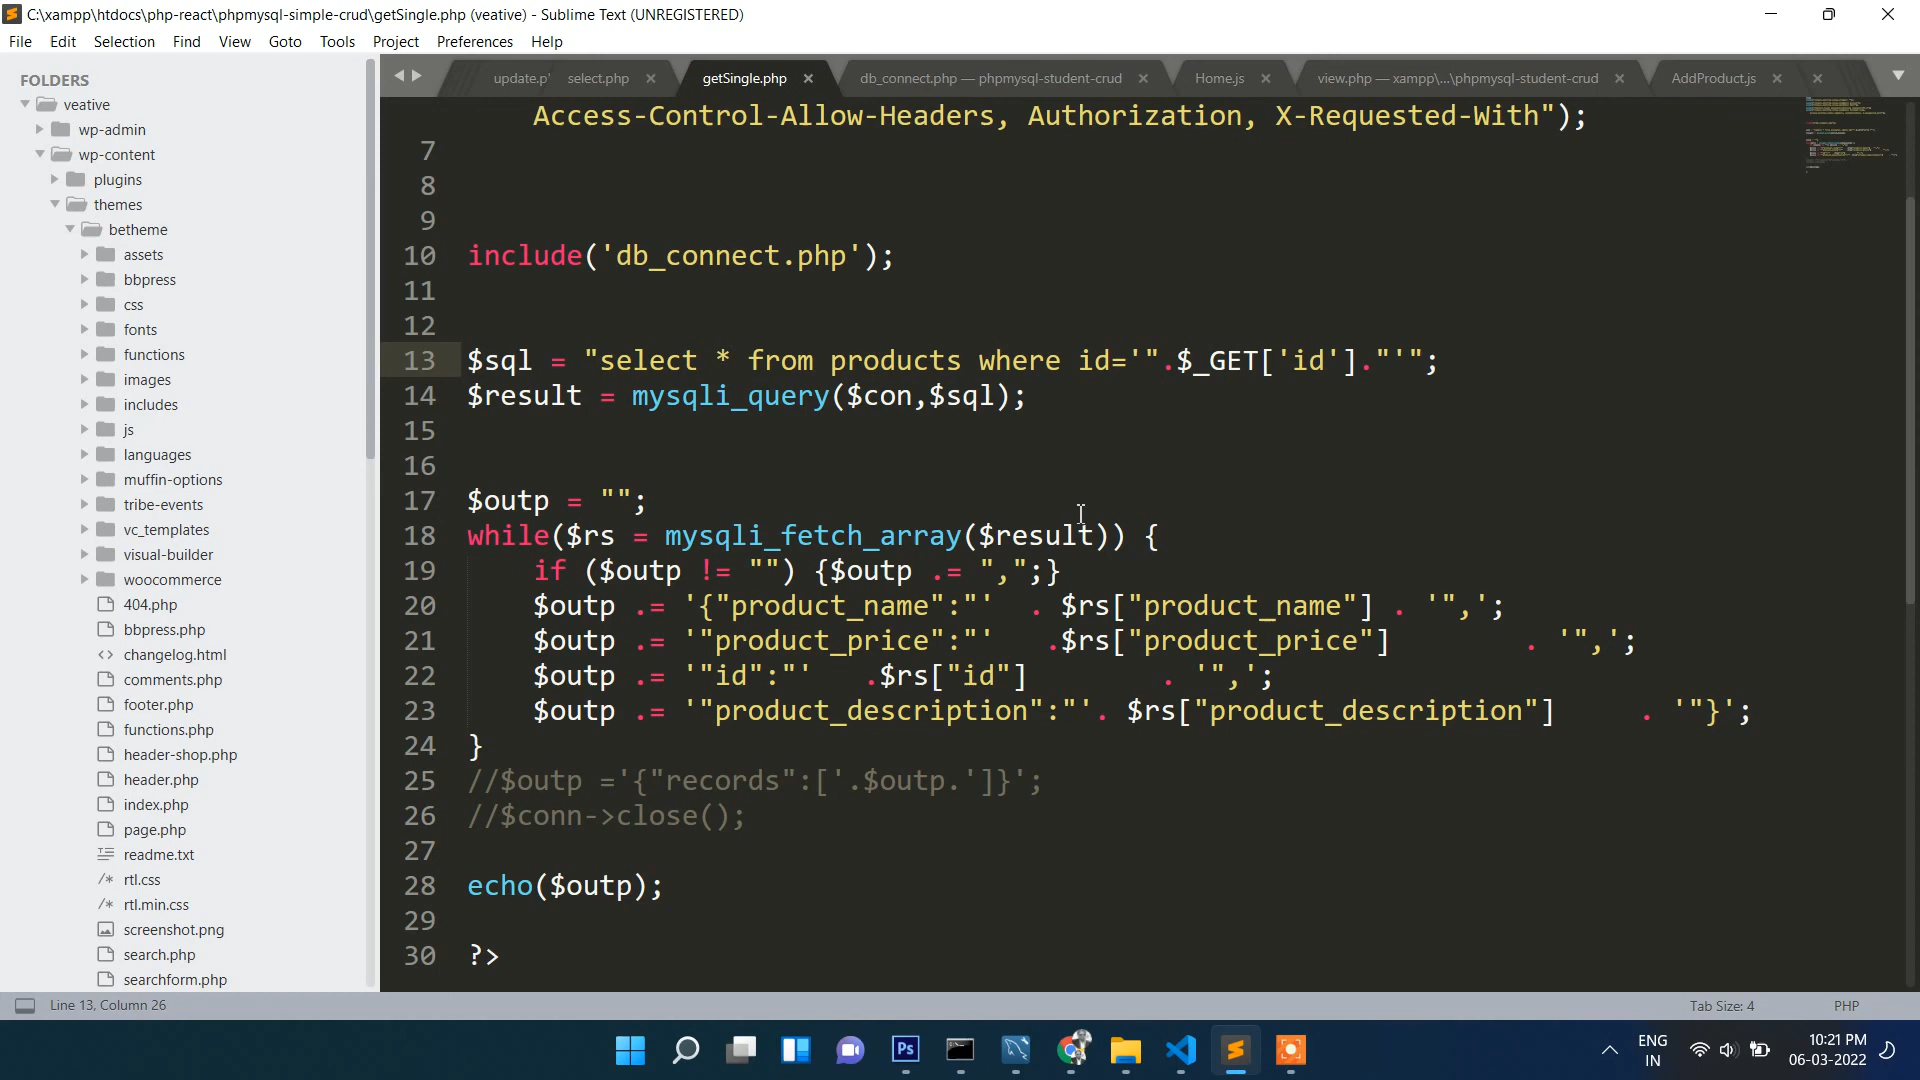 C:\xampp\htdocs\php-react\phpmysql-simple-crud\getSingle.php (veative) - Sublime Text (UNREGISTERED)
File Edit Selection Find View Goto Tools Project Preferences Help
FOLDERS
veative
wp-admin
wp-content
plugins
themes
betheme
assets
bbpress
css
fonts
functions
images
includes
js
languages
muffin-options
tribe-events
vc_templates
visual-builder
woocommerce
404.php
bbpress.php
changelog.html
comments.php
footer.php
functions.php
header-shop.php
header.php
index.php
page.php
readme.txt
rtl.css
rtl.min.css
screenshot.png
search.php
searchform.php
update.p' select.php getSingle.php db_connect.php — phpmysql-student-crud Home.js view.php — xampp\...\phpmysql-student-crud AddProduct.js
Access-Control-Allow-Headers, Authorization, X-Requested-With");
7
8
9
10 include('db_connect.php');
11
12
13 $sql = "select * from products where id='".$_GET['id']."'";
14 $result = mysqli_query($con,$sql);
15
16
17 $outp = "";
18 while($rs = mysqli_fetch_array($result)) {
19 if ($outp != "") {$outp .= ",";}
20 $outp .= '{"product_name":"' . $rs["product_name"] . '",';
21 $outp .= '"product_price":"' .$rs["product_price"] . '",';
22 $outp .= '"id":"' .$rs["id"] . '",';
23 $outp .= '"product_description":"'. $rs["product_description"] . '"}';
24 }
25 //$outp ='{"records":['.$outp.']}';
26 //$conn->close();
27
28 echo($outp);
29
30 ?>
Line 13, Column 26 Tab Size: 4 PHP
Ps
ENG
IN
10:21 PM
06-03-2022